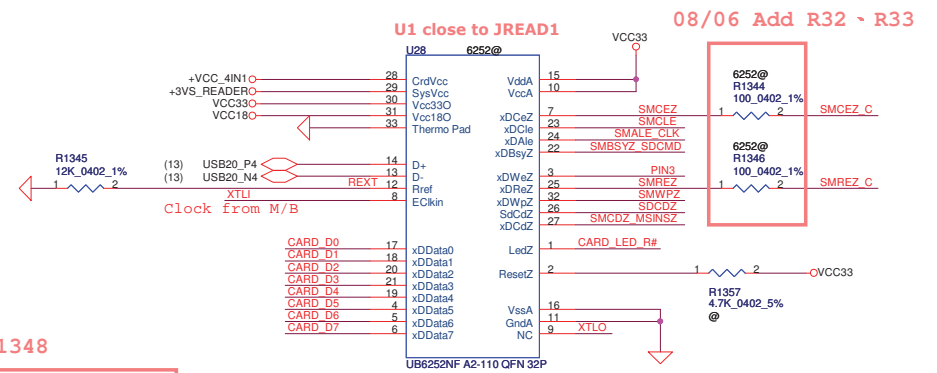 08/06 Add R32、R33
U1 close to JREAD1
VCC33
U28 6252@
+VCC_4IN1 28 CrdVcc VddA 15
+3VS_READER 29 SysVcc VccA 10
VCC33 30 Vcc33O
VCC18 31 Vcc18O
33 Thermo Pad
xDCeZ 7 SMCEZ
xDCle 23 SMCLE
xDAle 24 SMALE_CLK
xDBsyZ 22 SMBSYZ_SDCMD
6252@
R1344
100_0402_1%
1 2 SMCEZ_C
R1345
12K_0402_1%
1 2
(13) USB20_P4 14 D+
(13) USB20_N4 13 D-
REXT 12 Rref
XTLI 8 EClkin
Clock from M/B
xDWeZ 3 PIN3
xDReZ 25 SMREZ
xDWpZ 32 SMWPZ
SdCdZ 26 SDCDZ
xDCdZ 27 SMCDZ_MSINSZ
6252@
R1346
100_0402_1%
1 2 SMREZ_C
CARD_D0 17 xDData0
CARD_D1 18 xDData1
CARD_D2 20 xDData2
CARD_D3 21 xDData3
CARD_D4 19 xDData4
CARD_D5 4 xDData5
CARD_D6 5 xDData6
CARD_D7 6 xDData7
LedZ 1 CARD_LED_R#
ResetZ 2
1 2 VCC33
R1357
4.7K_0402_5%
@
VssA 16
GndA 11
NC 9 XTLO
UB6252NF A2-110 QFN 32P
1348